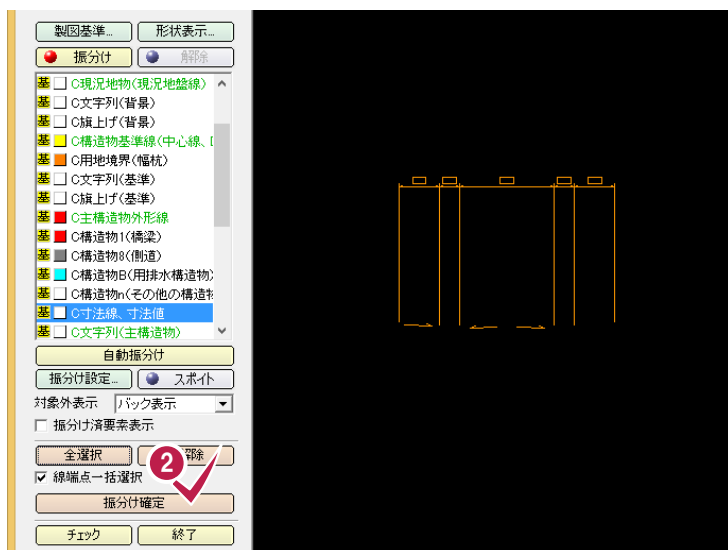 製図基準... 形状表示...
振分け 解除
基 C現況地物(現況地盤線)
基 C文字列(背景)
基 C旗上げ(背景)
基 C構造物基準線(中心線、
基 C用地境界(幅杭)
基 C文字列(基準)
基 C旗上げ(基準)
基 C主構造物外形線
基 C構造物1(橋梁)
基 C構造物8(側道)
基 C構造物B(用排水構造物)
基 C構造物n(その他の構造物
基 C寸法線、寸法値
基 C文字列(主構造物)
自動振分け
振分け設定... スポイト
対象外表示 バック表示
振分け済要素表示
全選択 解除
2
線端点一括選択
振分け確定
チェック 終了